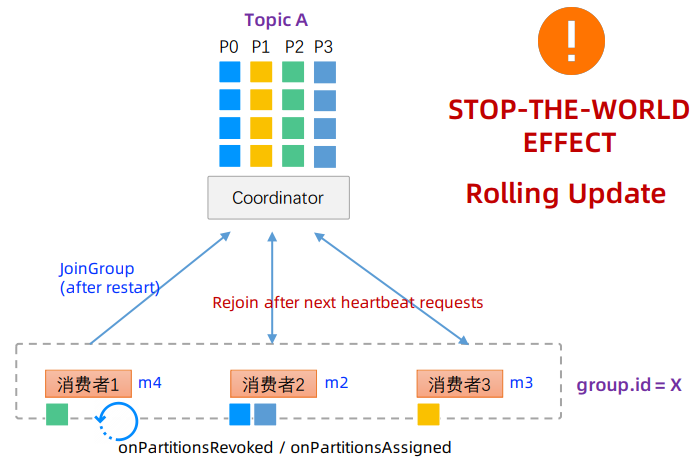 Topic A
P0 P1 P2 P3
!
STOP-THE-WORLD
EFFECT
Rolling Update
Coordinator
JoinGroup
(after restart)
Rejoin after next heartbeat requests
消费者1 m4
消费者2 m2
消费者3 m3
group.id = X
onPartitionsRevoked / onPartitionsAssigned